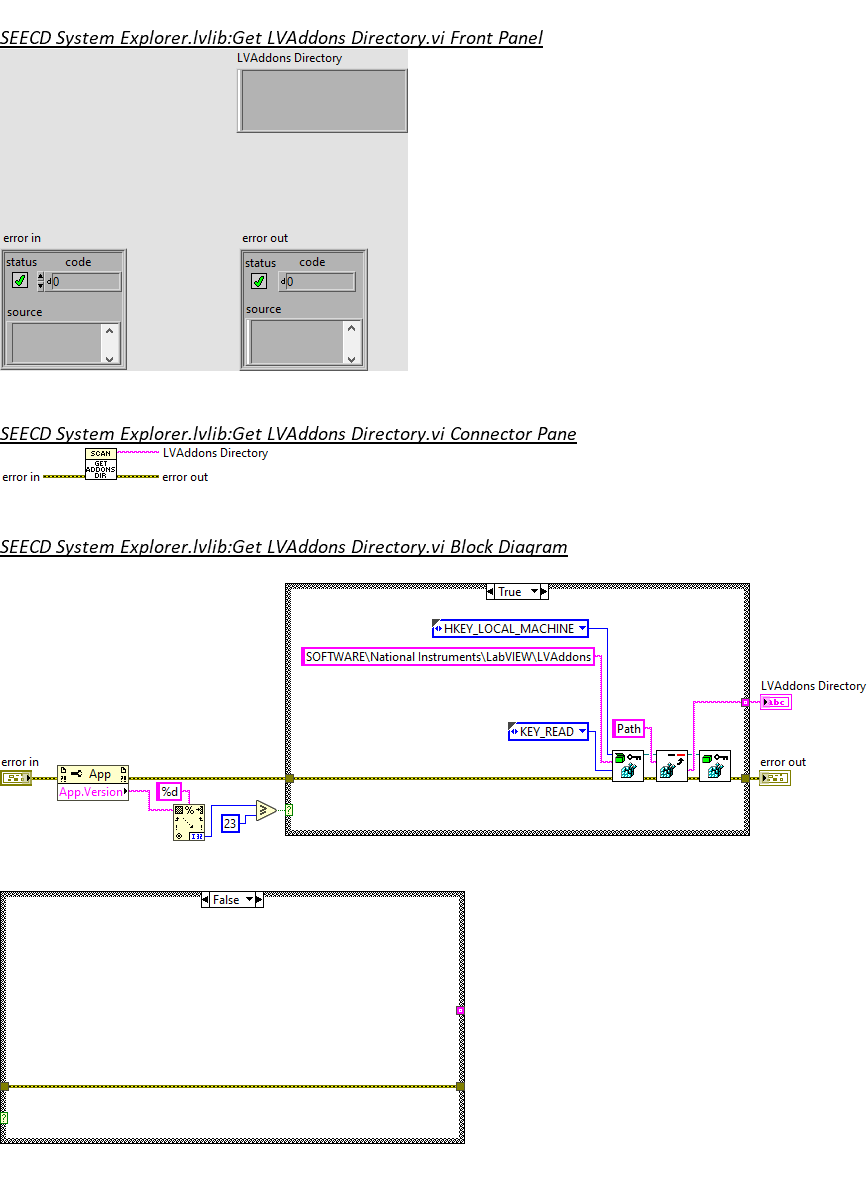 SEECD System Explorer.lvlib:Get LVAddons Directory.vi Front Panel
LVAddons Directory
error in
error out
status code
status code
0
0
source
source
SEECD System Explorer.lvlib:Get LVAddons Directory.vi Connector Pane
SCAN
GET
ADDONS
DIR
LVAddons Directory
error in
error out
SEECD System Explorer.lvlib:Get LVAddons Directory.vi Block Diagram
True
HKEY_LOCAL_MACHINE
SOFTWARE\National Instruments\LabVIEW\LVAddons
LVAddons Directory
abc
KEY_READ
Path
error in
App
App.Version
%d
23
?
error out
False
?